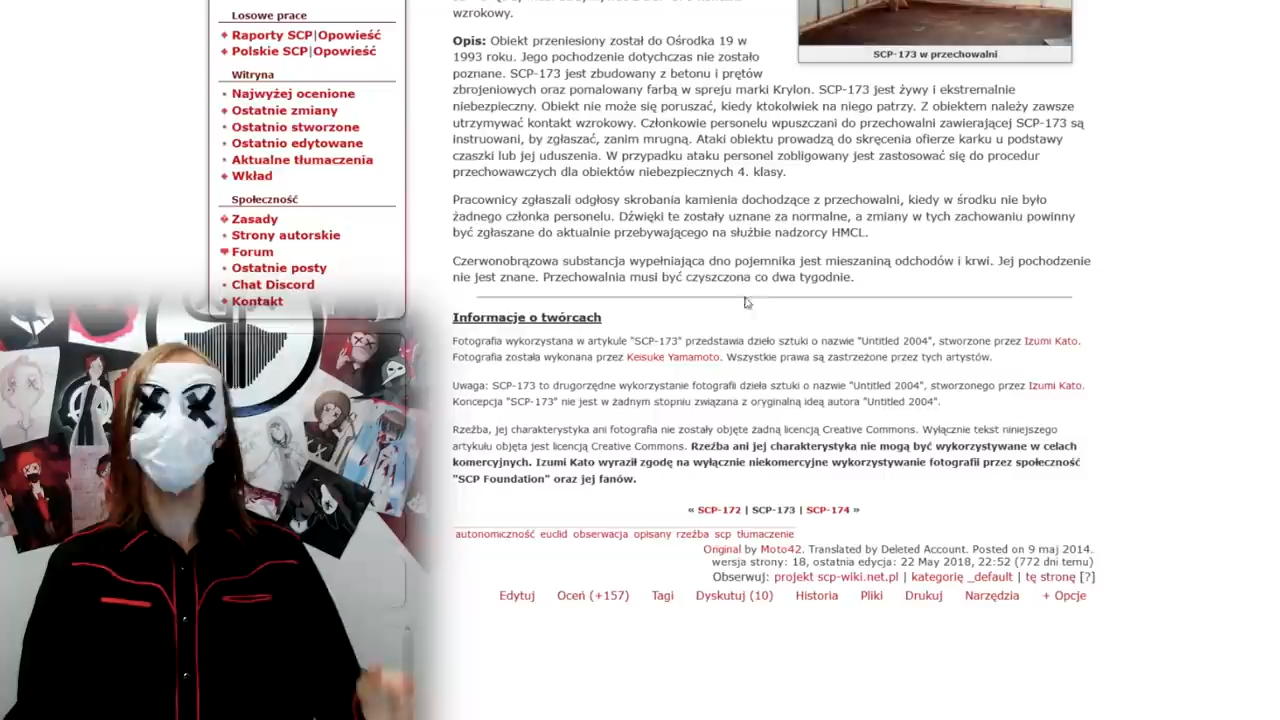 Losowe prace
Raporty SCP|Opowieść
Polskie SCP|Opowieść
Witryna
Najwyżej ocenione
Ostatnie zmiany
Ostatnio stworzone
Ostatnio edytowane
Aktualne tłumaczenia
Wkład
Społeczność
Zasady
Strony autorskie
Forum
Ostatnie posty
Chat Discord
Kontakt
wzrokowy.
SCP-173 w przechowalni
Opis: Obiekt przeniesiony został do Ośrodka 19 w
1993 roku. Jego pochodzenie dotychczas nie zostało
poznane. SCP-173 jest zbudowany z betonu i prętów
zbrojeniowych oraz pomalowany farbą w spreju marki Krylon. SCP-173 jest żywy i ekstremalnie
niebezpieczny. Obiekt nie może się poruszać, kiedy ktokolwiek na niego patrzy. Z obiektem należy zawsze
utrzymywać kontakt wzrokowy. Członkowie personelu wpuszczani do przechowalni zawierającej SCP-173 są
instruowani, by zgłaszać, zanim mrugną. Ataki obiektu prowadzą do skręcenia ofierze karku u podstawy
czaszki lub jej uduszenia. W przypadku ataku personel zobligowany jest zastosować się do procedur
przechowawczych dla obiektów niebezpiecznych 4. klasy.
Pracownicy zgłaszali odgłosy skrobania kamienia dochodzące z przechowalni, kiedy w środku nie było
żadnego członka personelu. Dźwięki te zostały uznane za normalne, a zmiany w tych zachowaniu powinny
być zgłaszane do aktualnie przebywającego na służbie nadzorcy HMCL.
Czerwonobrązowa substancja wypełniająca dno pojemnika jest mieszaniną odchodów i krwi. Jej pochodzenie
nie jest znane. Przechowalnia musi być czyszczona co dwa tygodnie.
Informacje o twórcach
Fotografia wykorzystana w artykule "SCP-173" przedstawia dzieło sztuki o nazwie "Untitled 2004", stworzone przez Izumi Kato.
Fotografia została wykonana przez Keisuke Yamamoto. Wszystkie prawa są zastrzeżone przez tych artystów.
Uwaga: SCP-173 to drugorzędne wykorzystanie fotografii dzieła sztuki o nazwie "Untitled 2004", stworzonego przez Izumi Kato.
Koncepcja "SCP-173" nie jest w żadnym stopniu związana z oryginalną ideą autora "Untitled 2004".
Rzeźba, jej charakterystyka ani fotografia nie zostały objęte żadną licencją Creative Commons. Wyłącznie tekst niniejszego
artykułu objęta jest licencją Creative Commons. Rzeźba ani jej charakterystyka nie mogą być wykorzystywane w celach
komercyjnych. Izumi Kato wyraził zgodę na wyłącznie niekomercyjne wykorzystywanie fotografii przez społeczność
"SCP Foundation" oraz jej fanów.
« SCP-172 | SCP-173 | SCP-174 »
autonomiczność euclid obserwacja opisany rzeźba scp tłumaczenie
Original by Moto42. Translated by Deleted Account. Posted on 9 maj 2014.
wersja strony: 18, ostatnia edycja: 22 May 2018, 22:52 (772 dni temu)
Obserwuj: projekt scp-wiki.net.pl | kategorię _default | tę stronę [?]
Edytuj Oceń (+157) Tagi Dyskutuj (10) Historia Pliki Drukuj Narzędzia + Opcje